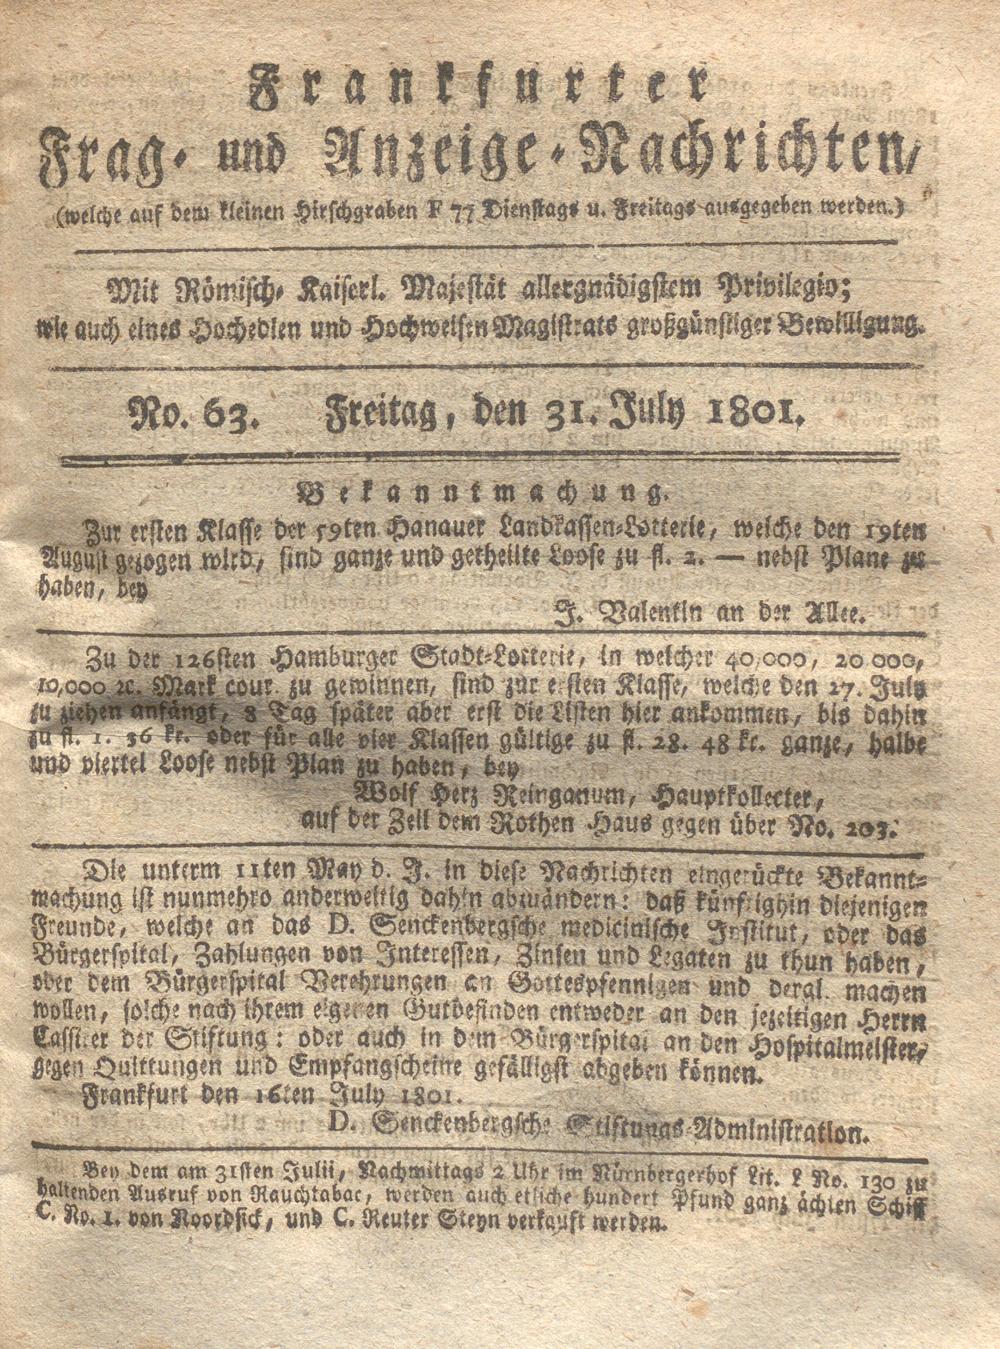 Frankfurter
Frag- und Anzeige-Nachrichten,
(welche auf dem kleinen Hirschgraben F 77 Dienstags u. Freitags ausgegeben werden.)
Mit Römisch- Kaiserl. Majestät allergnädigstem Privilegio;
wie auch eines Hochedlen und Hochweisen Magistrats großgünstiger Bewilligung.
No. 63. Freitag, den 31. July 1801.
Bekanntmachung.
Zur ersten Klasse der 59ten Hanauer Landkassen-Lotterie, welche den 19ten
August gezogen wird, sind ganze und getheilte Loose zu fl. 2. — nebst Plane zu
haben, bey
J. Valentin an der Allee.
Zu der 126sten Hamburger Stadt-Lotterie, in welcher 40,000, 20 000,
10,000 ꝛc. Mark cour. zu gewinnen, sind zur ersten Klasse, welche den 27. July
zu ziehen anfängt, 8 Tag später aber erst die Listen hier ankommen, bis dahin
zu fl. 1. 36 kr. oder für alle vier Klassen gültige zu fl. 28. 48 kr. ganze, halbe
und viertel Loose nebst Plan zu haben, bey
Wolf Herz Reinganum, Hauptkollecter,
auf der Zeil dem Rothen Haus gegen über No. 203.
Die unterm 11ten May d. J. in diese Nachrichten eingerückte Bekannt-
machung ist nunmehro anderweitig dahin abzuändern: daß künftighin diejenigen
Freunde, welche an das D. Senckenbergsche medicinische Institut, oder das
Bürgerspital, Zahlungen von Interessen, Zinsen und Legaten zu thun haben,
oder dem Bürgerspital Verehrungen an Gottespfennigen und dergl. machen
wollen, solche nach ihrem eigenen Gutbefinden entweder an den jezeitigen Herrn
Cassirer der Stiftung: oder auch in dem Bürgerspital an den Hospitalmeister,
gegen Quittungen und Empfangscheine gefälligst abgeben können.
Frankfurt den 16ten July 1801.
D. Senckenbergsche Stiftungs-Administration.
Bey dem am 31sten Julii, Nachmittags 2 Uhr im Nürnbergerhof Lit. L No. 130 zu
haltenden Ausruf von Rauchtabac, werden auch etliche hundert Pfund ganz ächten Schiff
C. No. 1. von Noordsick, und C. Reuter Steyn verkauft werden.